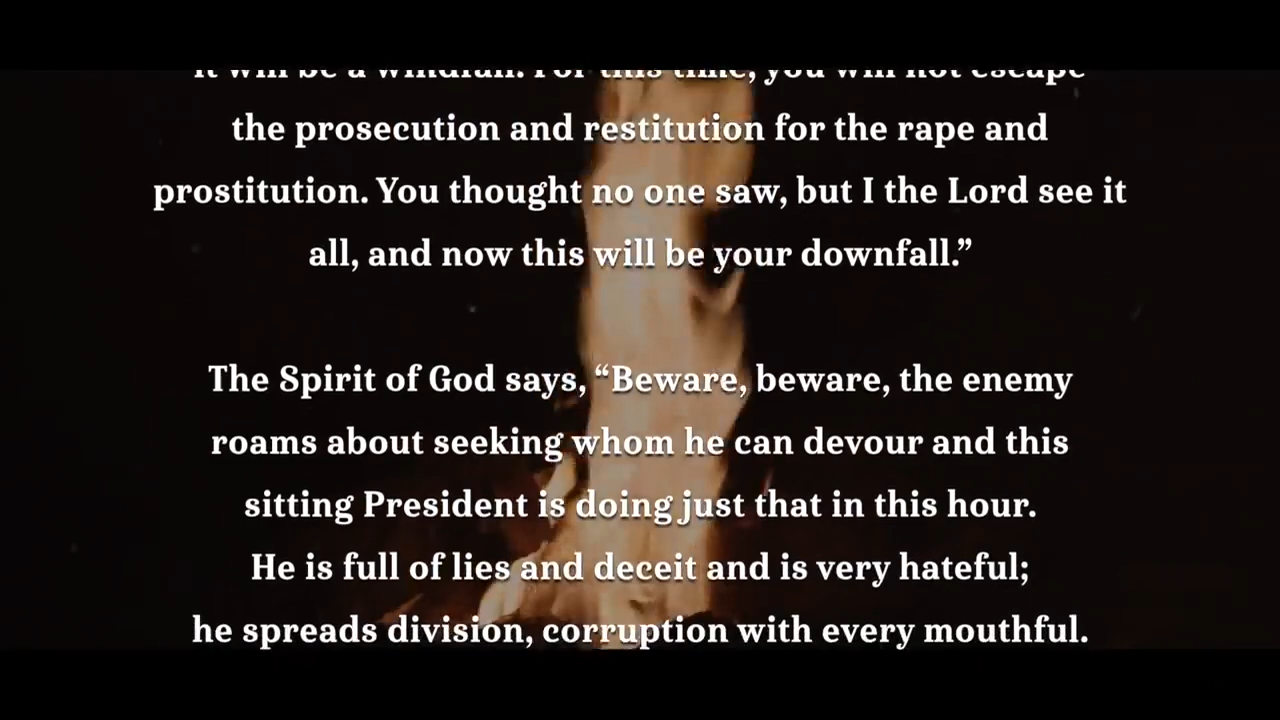 it will be a windfall. For this time, you will not escape
the prosecution and restitution for the rape and
prostitution. You thought no one saw, but I the Lord see it
all, and now this will be your downfall.”
The Spirit of God says, “Beware, beware, the enemy
roams about seeking whom he can devour and this
sitting President is doing just that in this hour.
He is full of lies and deceit and is very hateful;
he spreads division, corruption with every mouthful.